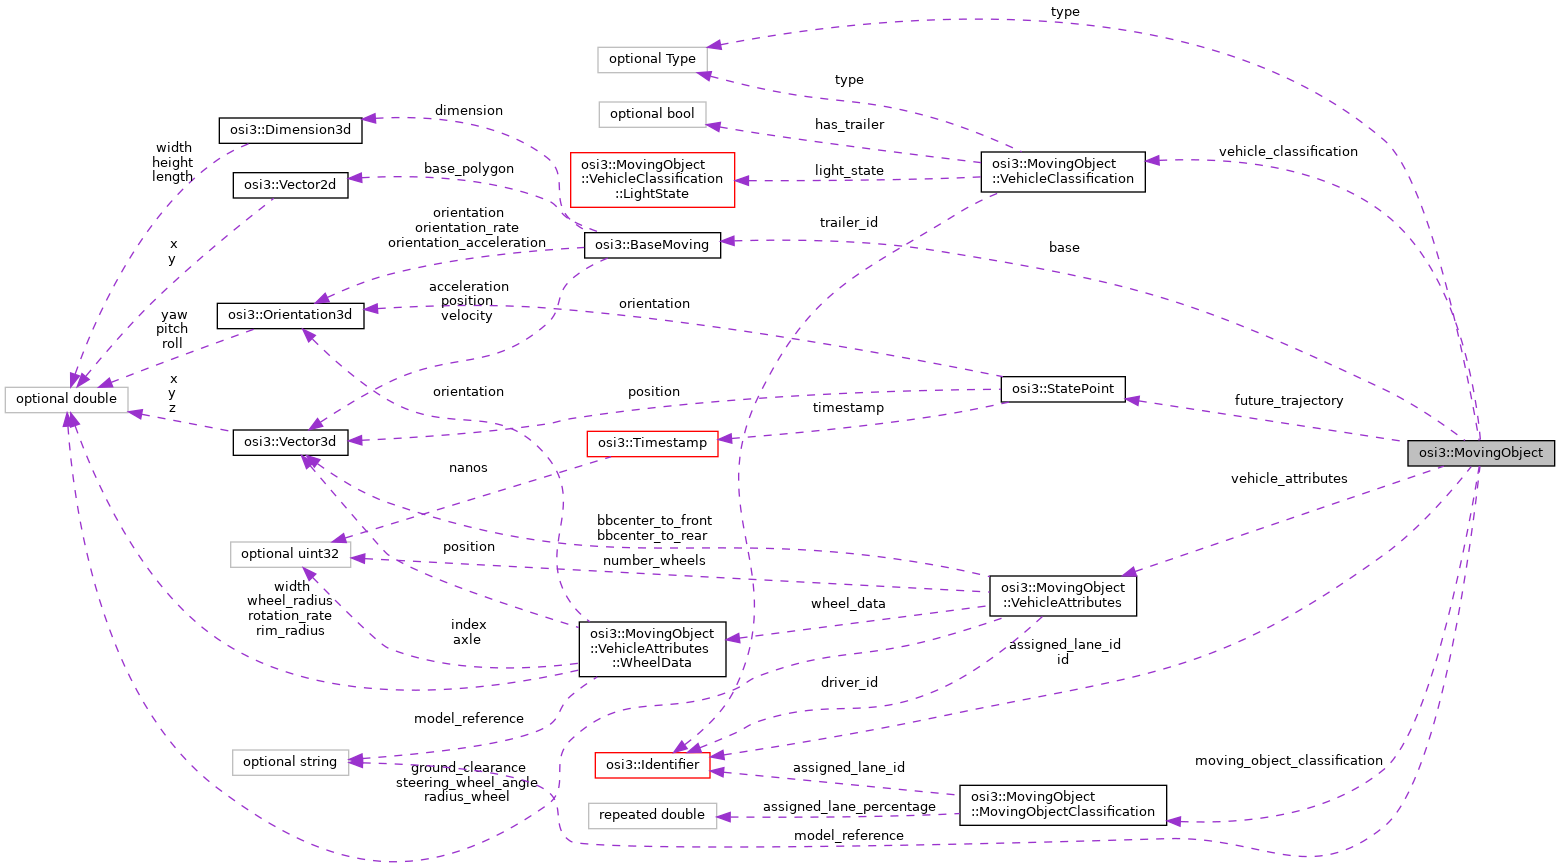 type
optional Type
type
optional bool
has_trailer
dimension
osi3::Dimension3d
width
height
length
osi3::MovingObject
::VehicleClassification
::LightState
light_state
osi3::MovingObject
::VehicleClassification
vehicle_classification
base_polygon
osi3::Vector2d
orientation
orientation_rate
orientation_acceleration
trailer_id
osi3::BaseMoving
base
x
y
acceleration
position
velocity
orientation
osi3::Orientation3d
yaw
pitch
roll
x
y
z
optional double
orientation
position
osi3::StatePoint
timestamp
future_trajectory
osi3::Vector3d
osi3::Timestamp
osi3::MovingObject
nanos
vehicle_attributes
bbcenter_to_front
bbcenter_to_rear
position
optional uint32
number_wheels
width
wheel_radius
rotation_rate
rim_radius
index
axle
osi3::MovingObject
::VehicleAttributes
wheel_data
osi3::MovingObject
::VehicleAttributes
::WheelData
assigned_lane_id
id
driver_id
model_reference
optional string
ground_clearance
steering_wheel_angle
radius_wheel
osi3::Identifier
assigned_lane_id
moving_object_classification
osi3::MovingObject
::MovingObjectClassification
repeated double
assigned_lane_percentage
model_reference